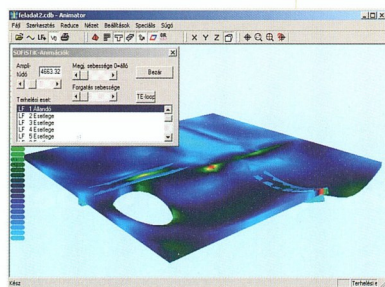 feladat2.cdb - Animator
Fájl Szerkesztés Reduce Nézet Beállítások Speciális Súgó
X Y Z
SOFiSTiK-Animációk
Ampli-
túdó
4663.32
Megj. sebessége 0=álló
Bezár
Forgatás sebessége
TE-loop
Terhelési eset:
LF 1 Állandó
LF 2 Esetlege
LF 3 Esetlege
LF 4 Esetlege
LF 5 Esetlege
Kész
Terhelési e